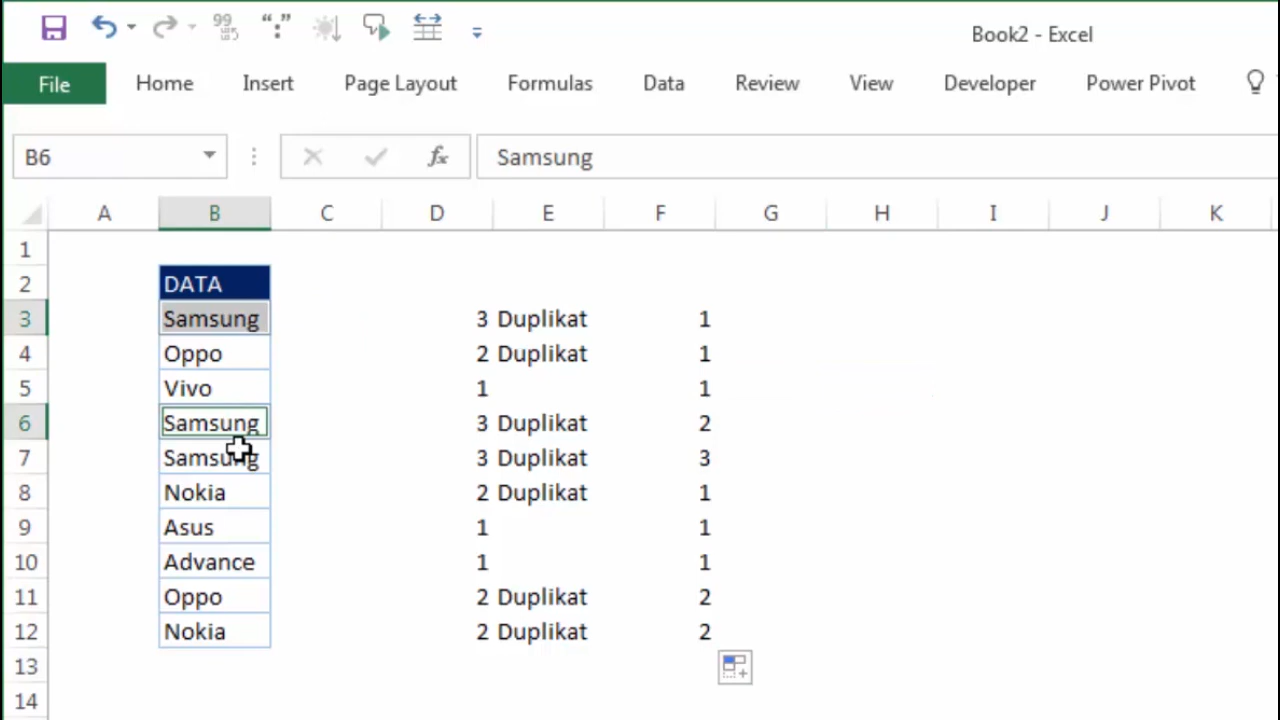 99
Book2 - Excel
File Home Insert Page Layout Formulas Data Review View Developer Power Pivot
B6 fx Samsung
A B C D E F G H I J K
1
2 DATA
3 Samsung 3 Duplikat 1
4 Oppo 2 Duplikat 1
5 Vivo 1 1
6 Samsung 3 Duplikat 2
7 Samsung 3 Duplikat 3
8 Nokia 2 Duplikat 1
9 Asus 1 1
10 Advance 1 1
11 Oppo 2 Duplikat 2
12 Nokia 2 Duplikat 2
13
14